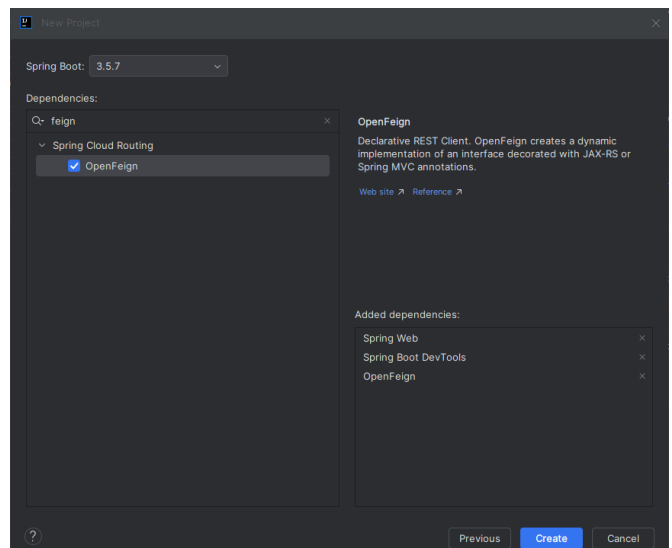 New Project
Spring Boot: 3.5.7
Dependencies:
feign
Spring Cloud Routing
OpenFeign
OpenFeign
Declarative REST Client. OpenFeign creates a dynamic
implementation of an interface decorated with JAX-RS or
Spring MVC annotations.
Web site ↗ Reference ↗
Added dependencies:
Spring Web
Spring Boot DevTools
OpenFeign
? Previous Create Cancel